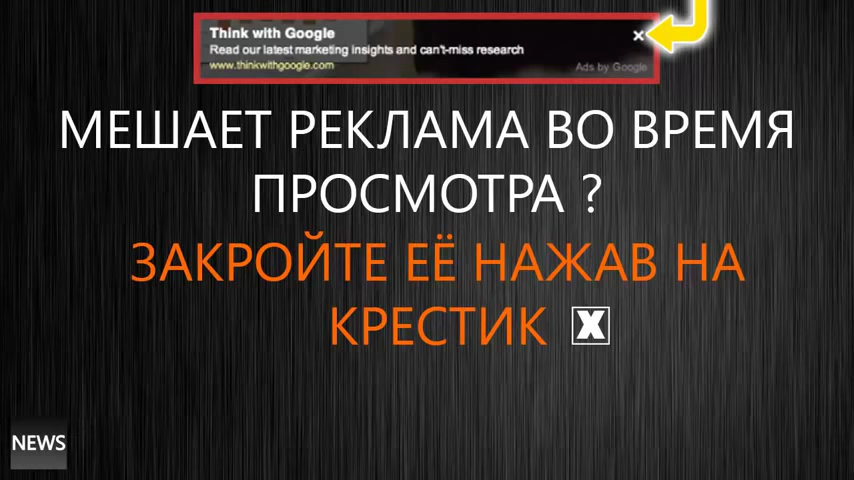 Think with Google
Read our latest marketing insights and can't-miss research
www.thinkwithgoogle.com
Ads by Google
МЕШАЕТ РЕКЛАМА ВО ВРЕМЯ
ПРОСМОТРА ?
ЗАКРОЙТЕ ЕЁ НАЖАВ НА
КРЕСТИК X
NEWS